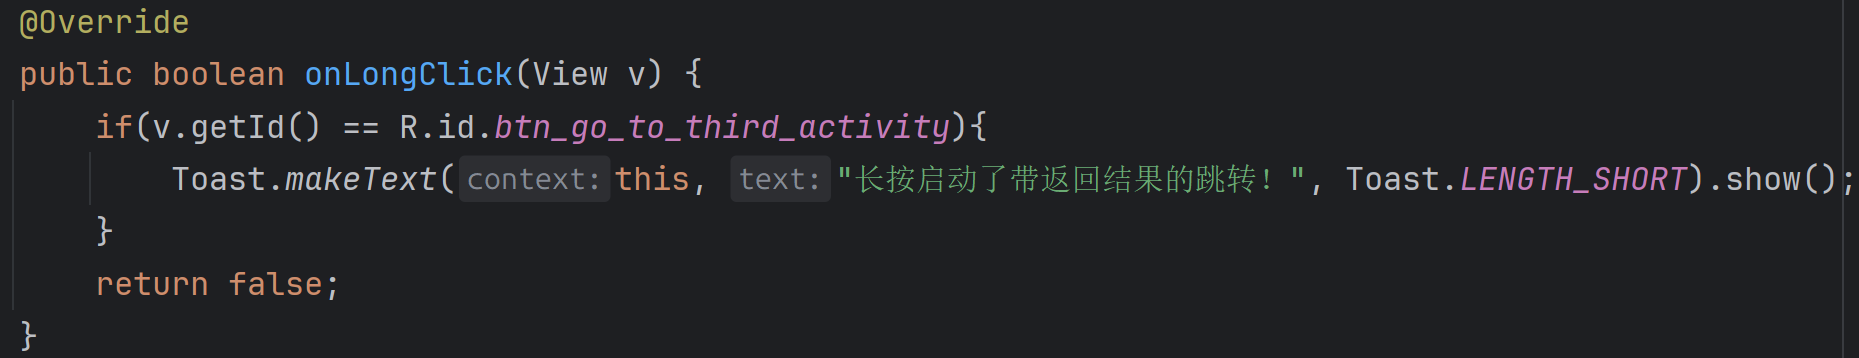 @Override
public boolean onLongClick(View v) {
if(v.getId() == R.id.btn_go_to_third_activity){
Toast.makeText( context: this, text: "长按启动了带返回结果的跳转！", Toast.LENGTH_SHORT).show();
}
return false;
}